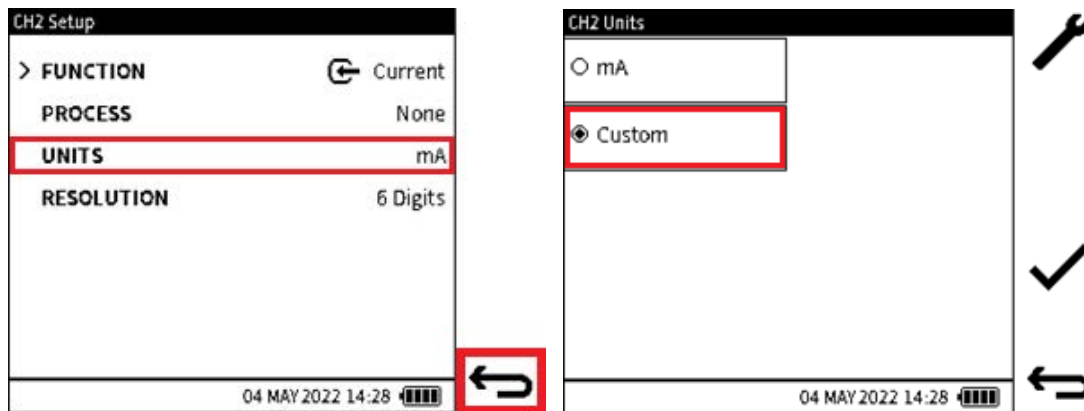 CH2 Setup
> FUNCTION Current
PROCESS None
UNITS mA
RESOLUTION 6 Digits
04 MAY 2022 14:28
CH2 Units
mA
Custom
04 MAY 2022 14:28